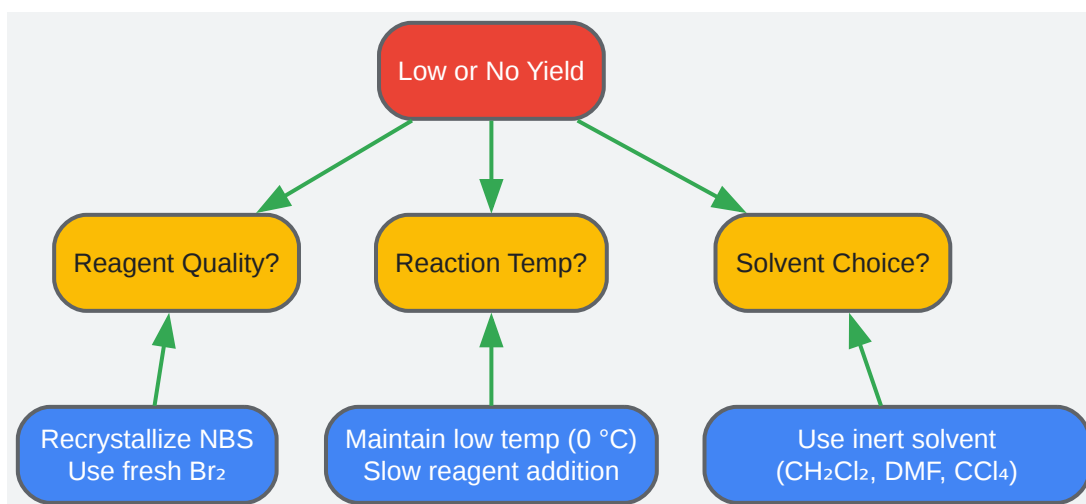 Low or No Yield
Reagent Quality?
Reaction Temp?
Solvent Choice?
Recrystallize NBS
Use fresh Br₂
Maintain low temp (0 °C)
Slow reagent addition
Use inert solvent
(CH₂Cl₂, DMF, CCl₄)